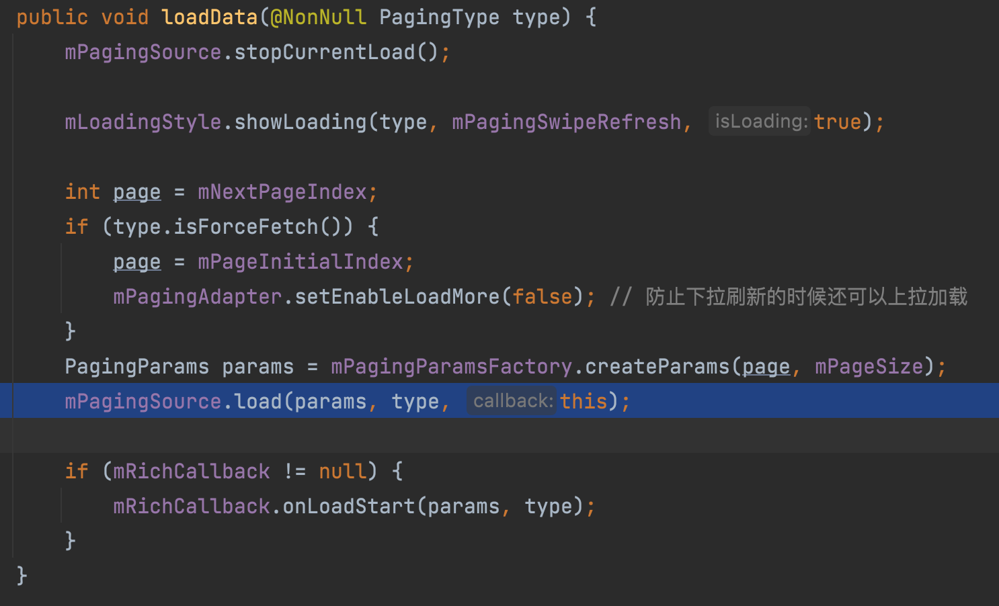 public void loadData(@NonNull PagingType type) {
mPagingSource.stopCurrentLoad();
mLoadingStyle.showLoading(type, mPagingSwipeRefresh, isLoading: true);
int page = mNextPageIndex;
if (type.isForceFetch()) {
page = mPageInitialIndex;
mPagingAdapter.setEnableLoadMore(false); // 防止下拉刷新的时候还可以上拉加载
}
PagingParams params = mPagingParamsFactory.createParams(page, mPageSize);
mPagingSource.load(params, type, callback: this);
if (mRichCallback != null) {
mRichCallback.onLoadStart(params, type);
}
}